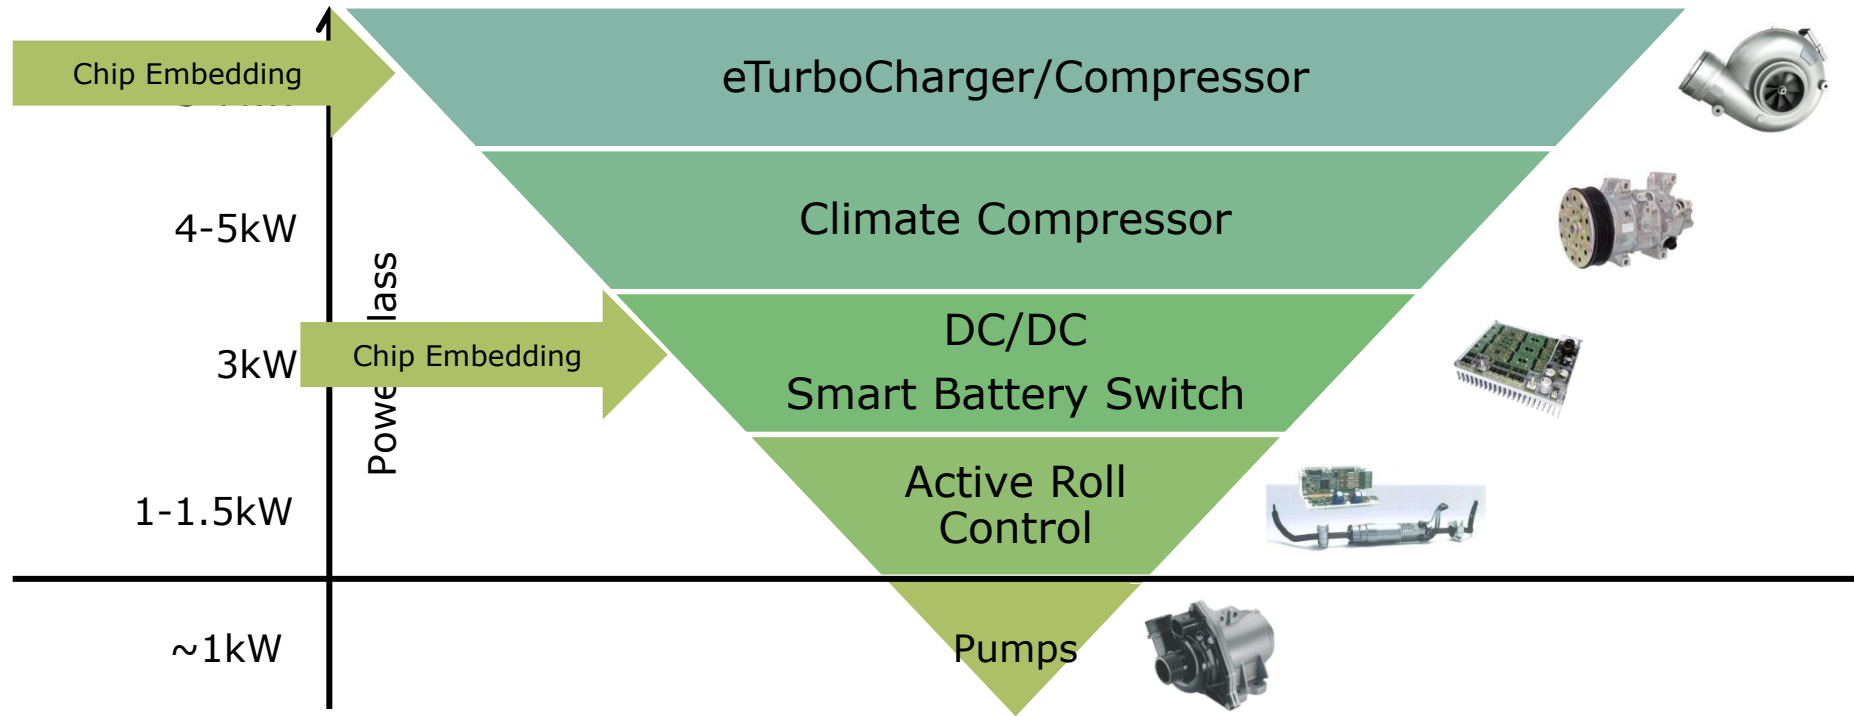 Chip Embedding
eTurboCharger/Compressor
4-5kW
Climate Compressor
3kW
Chip Embedding
DC/DC
Smart Battery Switch
1-1.5kW
Active Roll
Control
~1kW
Pumps